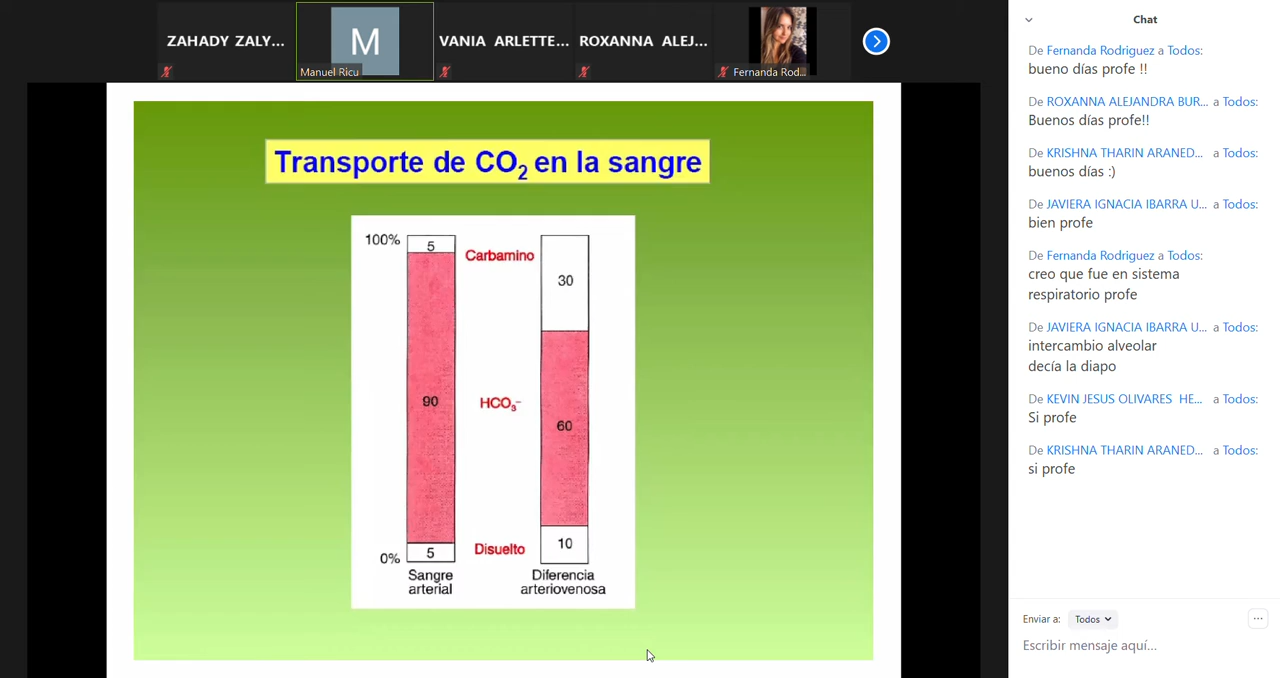 ZAHADY ZALY...
M
Manuel Ricu
VANIA ARLETTE...
ROXANNA ALEJ...
Fernanda Rod...
Transporte de CO₂ en la sangre
100%
5
Carbamino
30
90
HCO₃⁻
60
0%
5
Disuelto
10
Sangre
arterial
Diferencia
arteriovenosa
Chat
De Fernanda Rodriguez a Todos:
bueno días profe !!
De ROXANNA ALEJANDRA BUR... a Todos:
Buenos días profe!!
De KRISHNA THARIN ARANED... a Todos:
buenos días :)
De JAVIERA IGNACIA IBARRA U... a Todos:
bien profe
De Fernanda Rodriguez a Todos:
creo que fue en sistema
respiratorio profe
De JAVIERA IGNACIA IBARRA U... a Todos:
intercambio alveolar
decía la diapo
De KEVIN JESUS OLIVARES HE... a Todos:
Si profe
De KRISHNA THARIN ARANED... a Todos:
si profe
Enviar a: Todos
...
Escribir mensaje aquí...